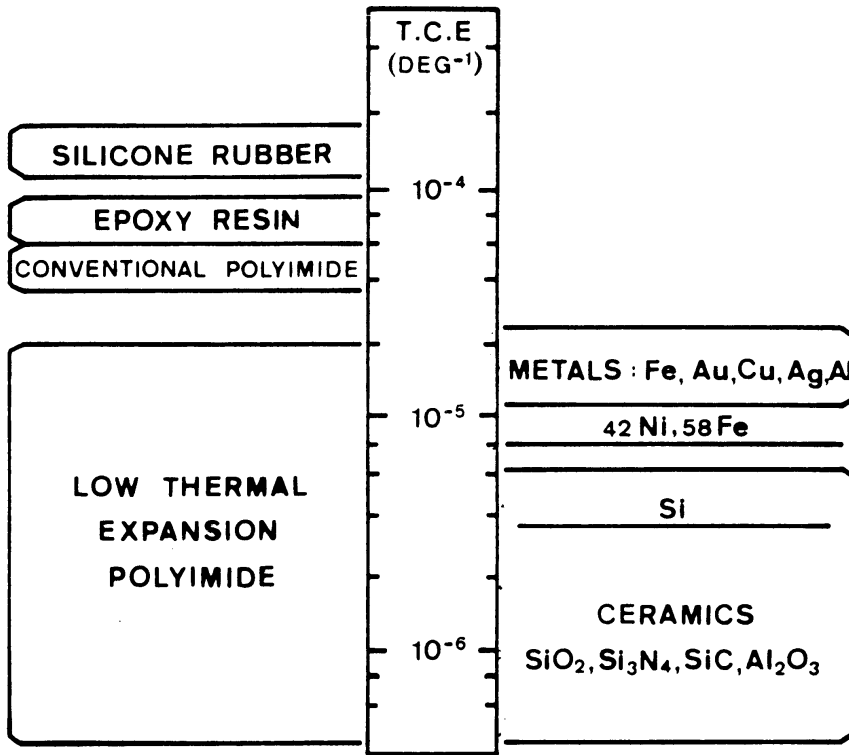 T.C.E
(DEG⁻¹)
SILICONE RUBBER
10⁻⁴
EPOXY RESIN
CONVENTIONAL POLYIMIDE
METALS : Fe, Au, Cu, Ag, Al
10⁻⁵
42 Ni, 58 Fe
LOW THERMAL
EXPANSION
POLYIMIDE
Si
CERAMICS
10⁻⁶
SiO₂, Si₃N₄, SiC, Al₂O₃